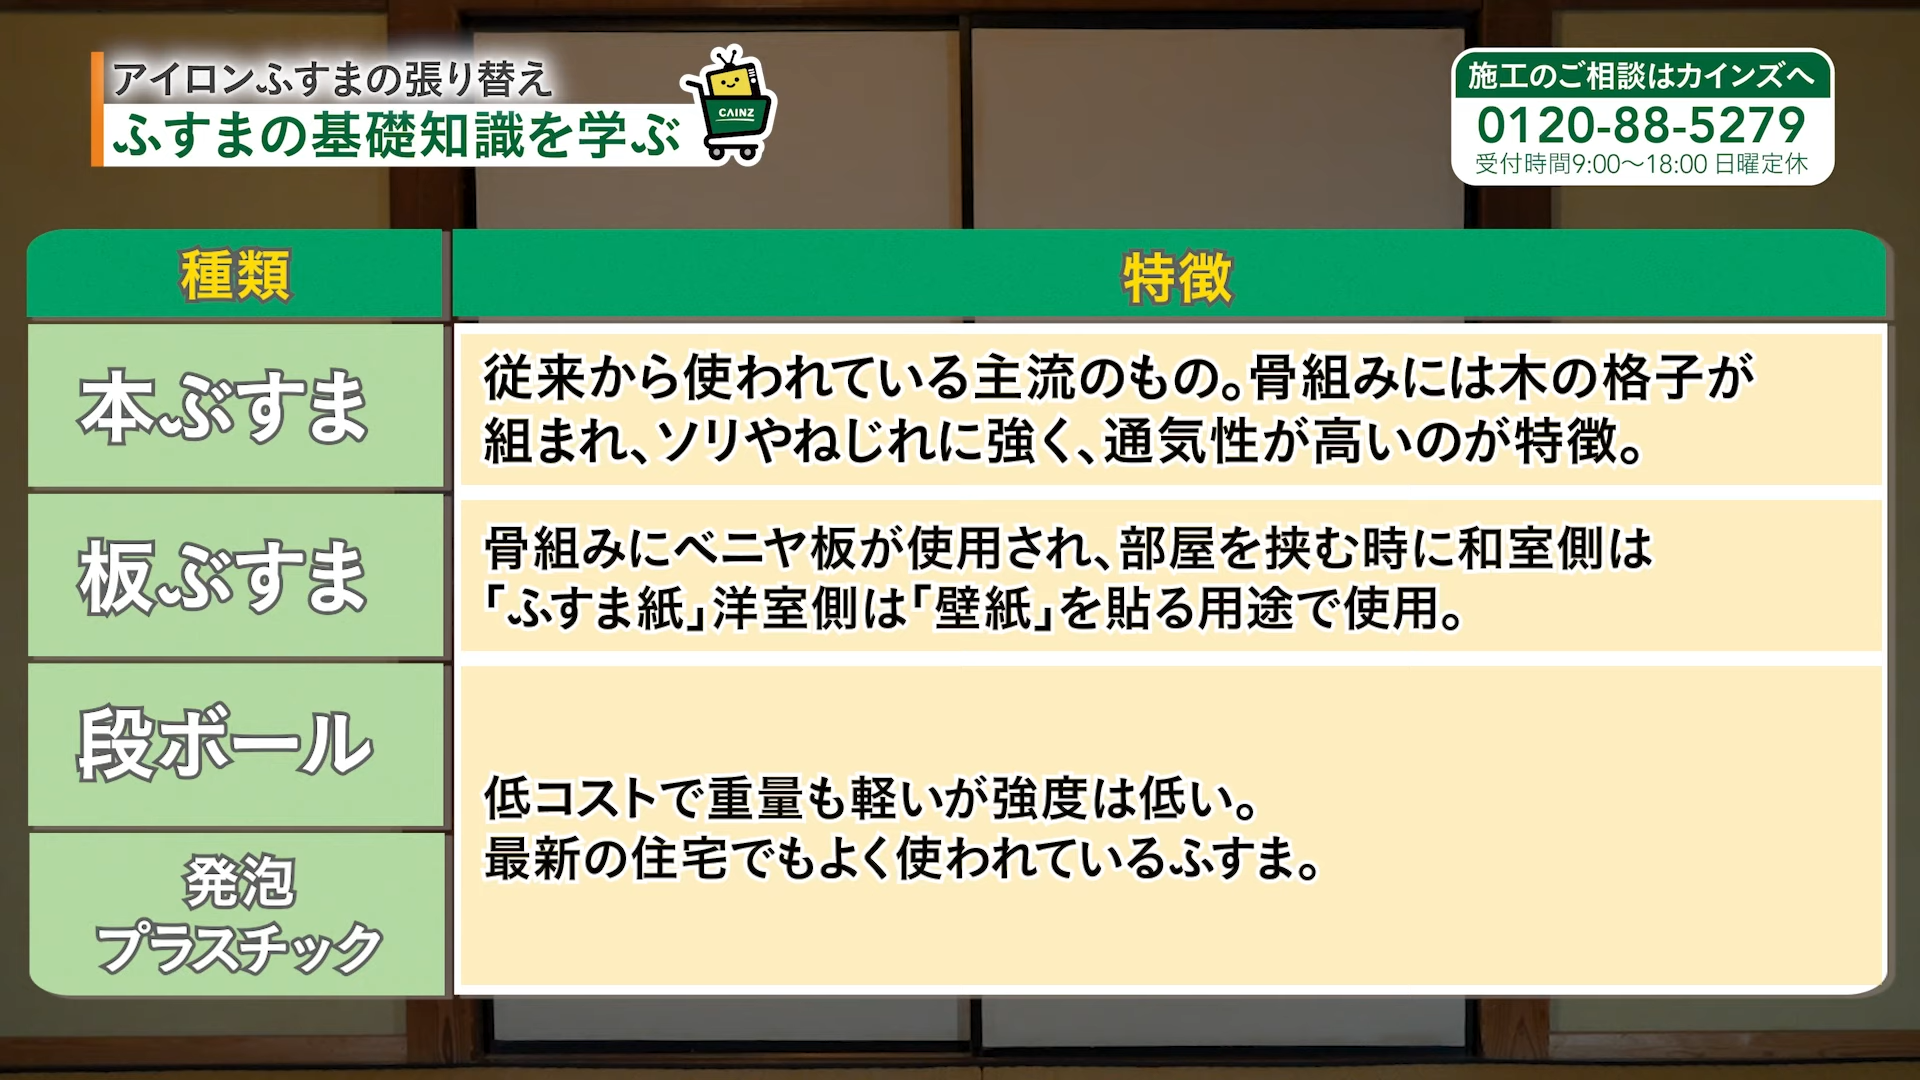 アイロンふすまの張り替え
ふすまの基礎知識を学ぶ
CAINZ
施工のご相談はカインズへ
0120-88-5279
受付時間9:00〜18:00 日曜定休
種類
特徴
本ぶすま
従来から使われている主流のもの。骨組みには木の格子が
組まれ、ソリやねじれに強く、通気性が高いのが特徴。
板ぶすま
骨組みにベニヤ板が使用され、部屋を挟む時に和室側は
「ふすま紙」洋室側は「壁紙」を貼る用途で使用。
段ボール
発泡
プラスチック
低コストで重量も軽いが強度は低い。
最新の住宅でもよく使われているふすま。